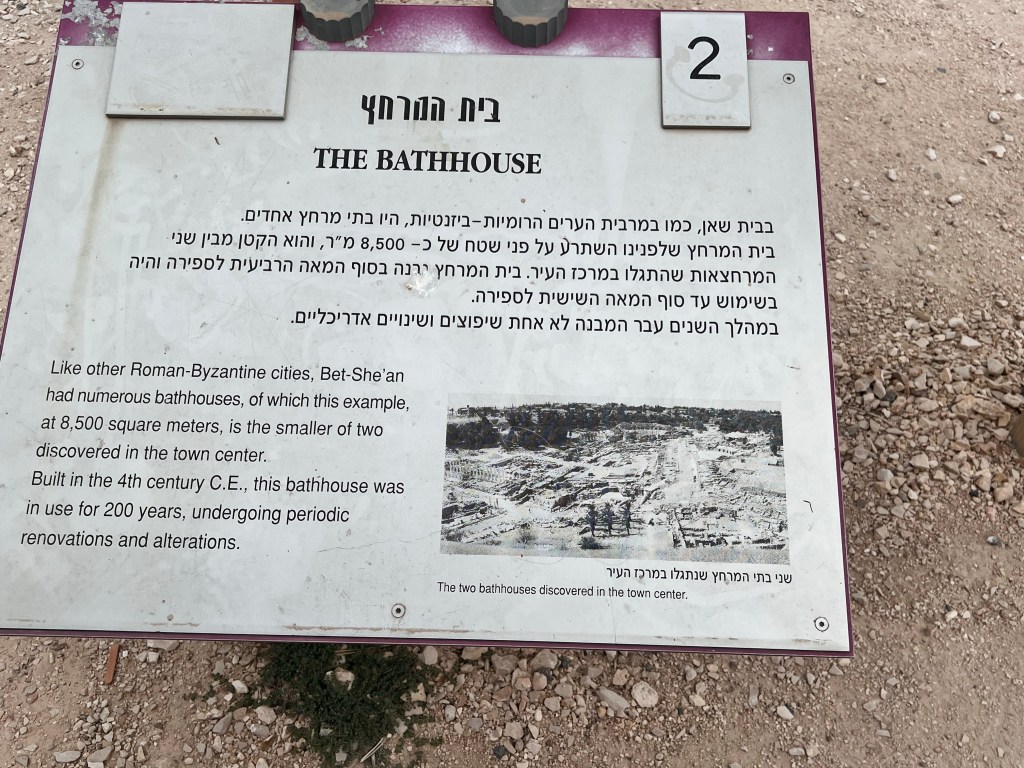 2
בית המרחץ
THE BATHHOUSE
בבית שאן, כמו במרבית הערים הרומיות–ביזנטיות, היו בתי מרחץ אחדים.
בית המרחץ שלפנינו השתרע על פני שטח של כ– 8,500 מ"ר, והוא הקטן מבין שני
המרחצאות שהתגלו במרכז העיר. בית המרחץ נבנה בסוף המאה הרביעית לספירה והיה
בשימוש עד סוף המאה השישית לספירה.
במהלך השנים עבר המבנה לא אחת שיפוצים ושינויים אדריכליים.
Like other Roman-Byzantine cities, Bet-She'an
had numerous bathhouses, of which this example,
at 8,500 square meters, is the smaller of two
discovered in the town center.
Built in the 4th century C.E., this bathhouse was
in use for 200 years, undergoing periodic
renovations and alterations.
שני בתי המרחץ שנתגלו במרכז העיר
The two bathhouses discovered in the town center.